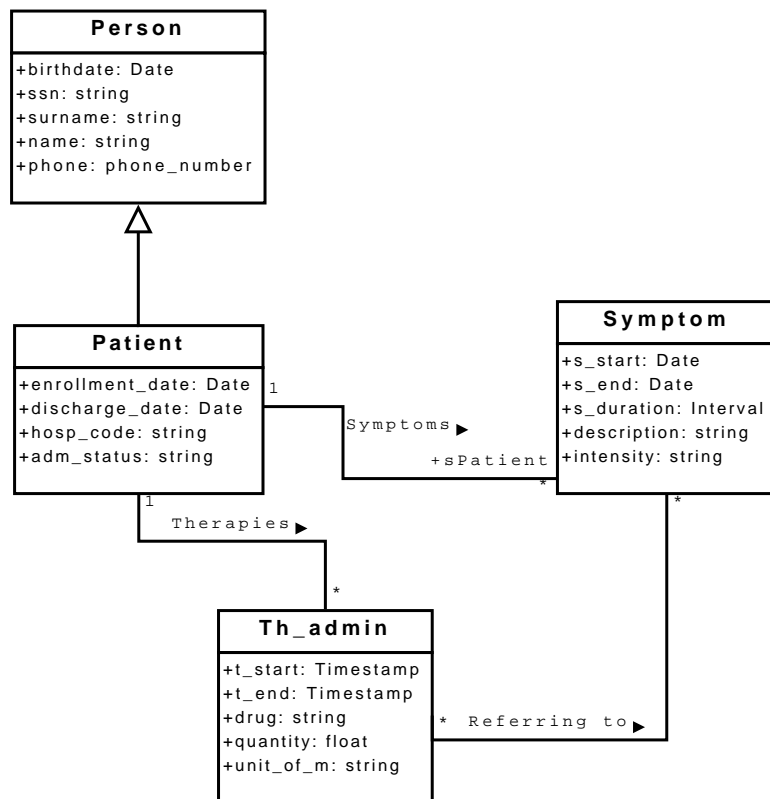 Person
+birthdate: Date
+ssn: string
+surname: string
+name: string
+phone: phone_number
Patient
+enrollment_date: Date
+discharge_date: Date
+hosp_code: string
+adm_status: string
Symptom
+s_start: Date
+s_end: Date
+s_duration: Interval
+description: string
+intensity: string
1
Symptoms
+sPatient
*
1
Therapies
*
*
Th_admin
+t_start: Timestamp
+t_end: Timestamp
+drug: string
+quantity: float
+unit_of_m: string
* Referring to